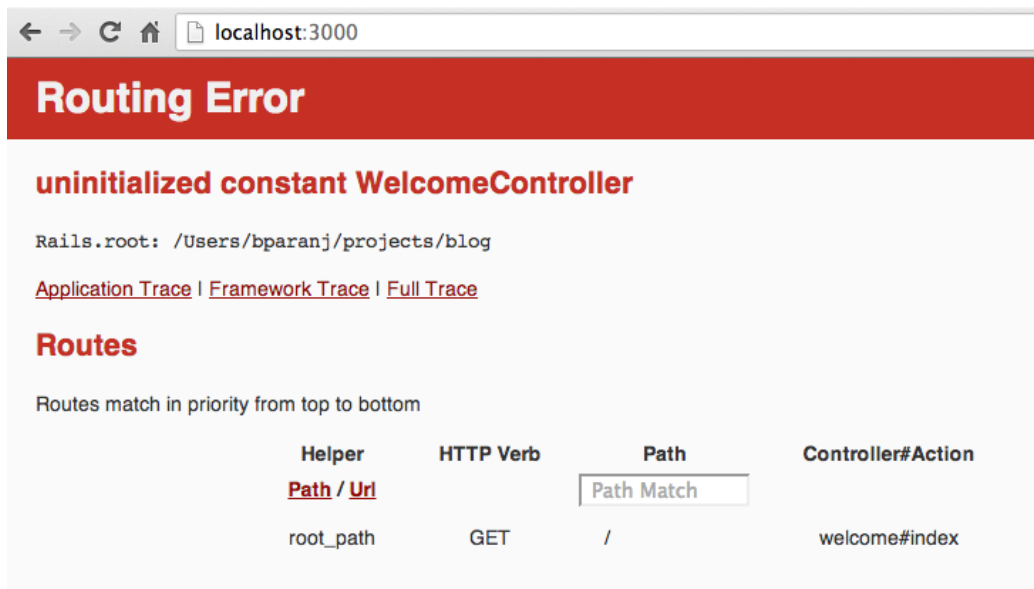 localhost:3000
Routing Error
uninitialized constant WelcomeController
Rails.root: /Users/bparanj/projects/blog
Application Trace | Framework Trace | Full Trace
Routes
Routes match in priority from top to bottom
Helper HTTP Verb Path Controller#Action
Path / Url Path Match
root_path GET / welcome#index